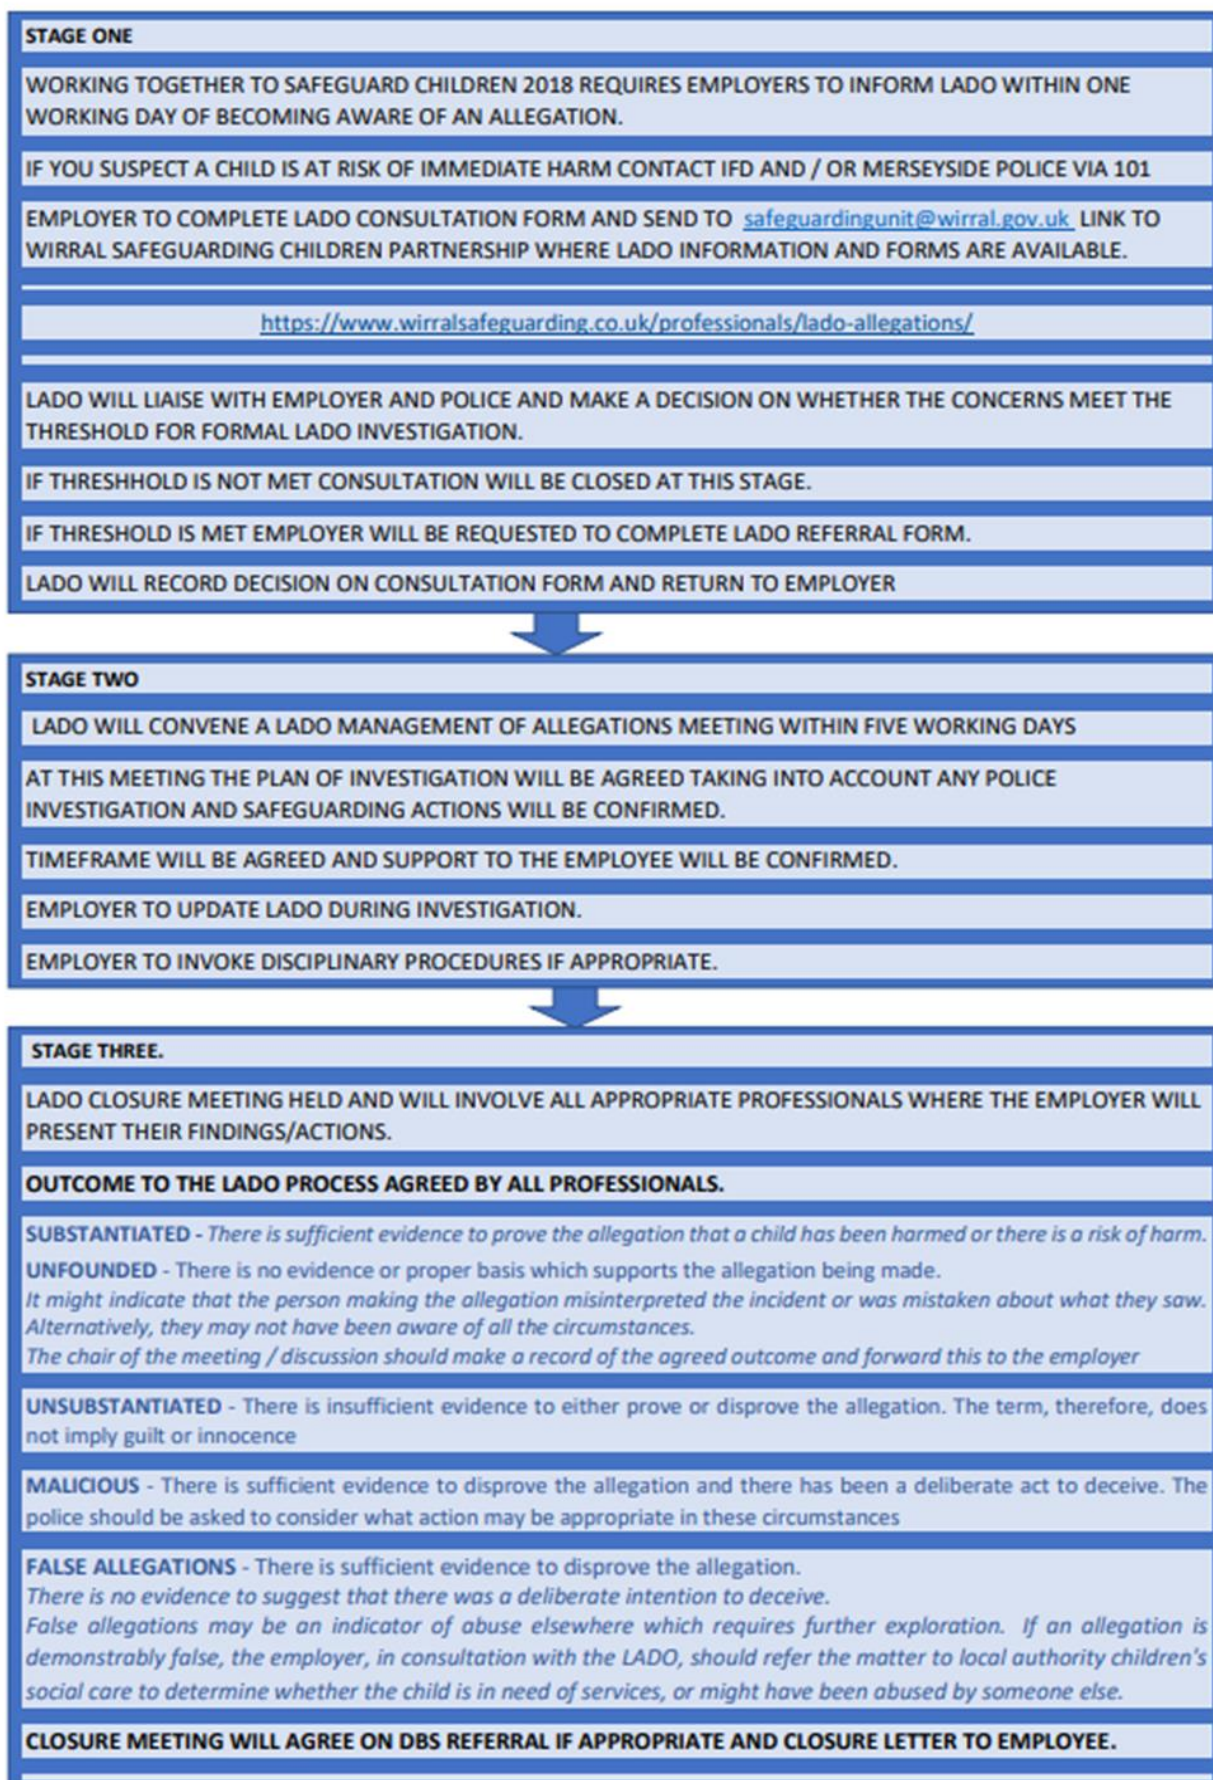 STAGE ONE
WORKING TOGETHER TO SAFEGUARD CHILDREN 2018 REQUIRES EMPLOYERS TO INFORM LADO WITHIN ONE
WORKING DAY OF BECOMING AWARE OF AN ALLEGATION.
IF YOU SUSPECT A CHILD IS AT RISK OF IMMEDIATE HARM CONTACT IFD AND / OR MERSEYSIDE POLICE VIA 101
EMPLOYER TO COMPLETE LADO CONSULTATION FORM AND SEND TO safeguardingunit@wirral.gov.uk LINK TO
WIRRAL SAFEGUARDING CHILDREN PARTNERSHIP WHERE LADO INFORMATION AND FORMS ARE AVAILABLE.
https://www.wirralsafeguarding.co.uk/professionals/lado-allegations/
LADO WILL LIAISE WITH EMPLOYER AND POLICE AND MAKE A DECISION ON WHETHER THE CONCERNS MEET THE
THRESHOLD FOR FORMAL LADO INVESTIGATION.
IF THRESHHOLD IS NOT MET CONSULTATION WILL BE CLOSED AT THIS STAGE.
IF THRESHOLD IS MET EMPLOYER WILL BE REQUESTED TO COMPLETE LADO REFERRAL FORM.
LADO WILL RECORD DECISION ON CONSULTATION FORM AND RETURN TO EMPLOYER
STAGE TWO
LADO WILL CONVENE A LADO MANAGEMENT OF ALLEGATIONS MEETING WITHIN FIVE WORKING DAYS
AT THIS MEETING THE PLAN OF INVESTIGATION WILL BE AGREED TAKING INTO ACCOUNT ANY POLICE
INVESTIGATION AND SAFEGUARDING ACTIONS WILL BE CONFIRMED.
TIMEFRAME WILL BE AGREED AND SUPPORT TO THE EMPLOYEE WILL BE CONFIRMED.
EMPLOYER TO UPDATE LADO DURING INVESTIGATION.
EMPLOYER TO INVOKE DISCIPLINARY PROCEDURES IF APPROPRIATE.
STAGE THREE.
LADO CLOSURE MEETING HELD AND WILL INVOLVE ALL APPROPRIATE PROFESSIONALS WHERE THE EMPLOYER WILL
PRESENT THEIR FINDINGS/ACTIONS.
OUTCOME TO THE LADO PROCESS AGREED BY ALL PROFESSIONALS.
SUBSTANTIATED - There is sufficient evidence to prove the allegation that a child has been harmed or there is a risk of harm.
UNFOUNDED - There is no evidence or proper basis which supports the allegation being made.
It might indicate that the person making the allegation misinterpreted the incident or was mistaken about what they saw.
Alternatively, they may not have been aware of all the circumstances.
The chair of the meeting / discussion should make a record of the agreed outcome and forward this to the employer
UNSUBSTANTIATED - There is insufficient evidence to either prove or disprove the allegation. The term, therefore, does
not imply guilt or innocence
MALICIOUS - There is sufficient evidence to disprove the allegation and there has been a deliberate act to deceive. The
police should be asked to consider what action may be appropriate in these circumstances
FALSE ALLEGATIONS - There is sufficient evidence to disprove the allegation.
There is no evidence to suggest that there was a deliberate intention to deceive.
False allegations may be an indicator of abuse elsewhere which requires further exploration. If an allegation is
demonstrably false, the employer, in consultation with the LADO, should refer the matter to local authority children's
social care to determine whether the child is in need of services, or might have been abused by someone else.
CLOSURE MEETING WILL AGREE ON DBS REFERRAL IF APPROPRIATE AND CLOSURE LETTER TO EMPLOYEE.